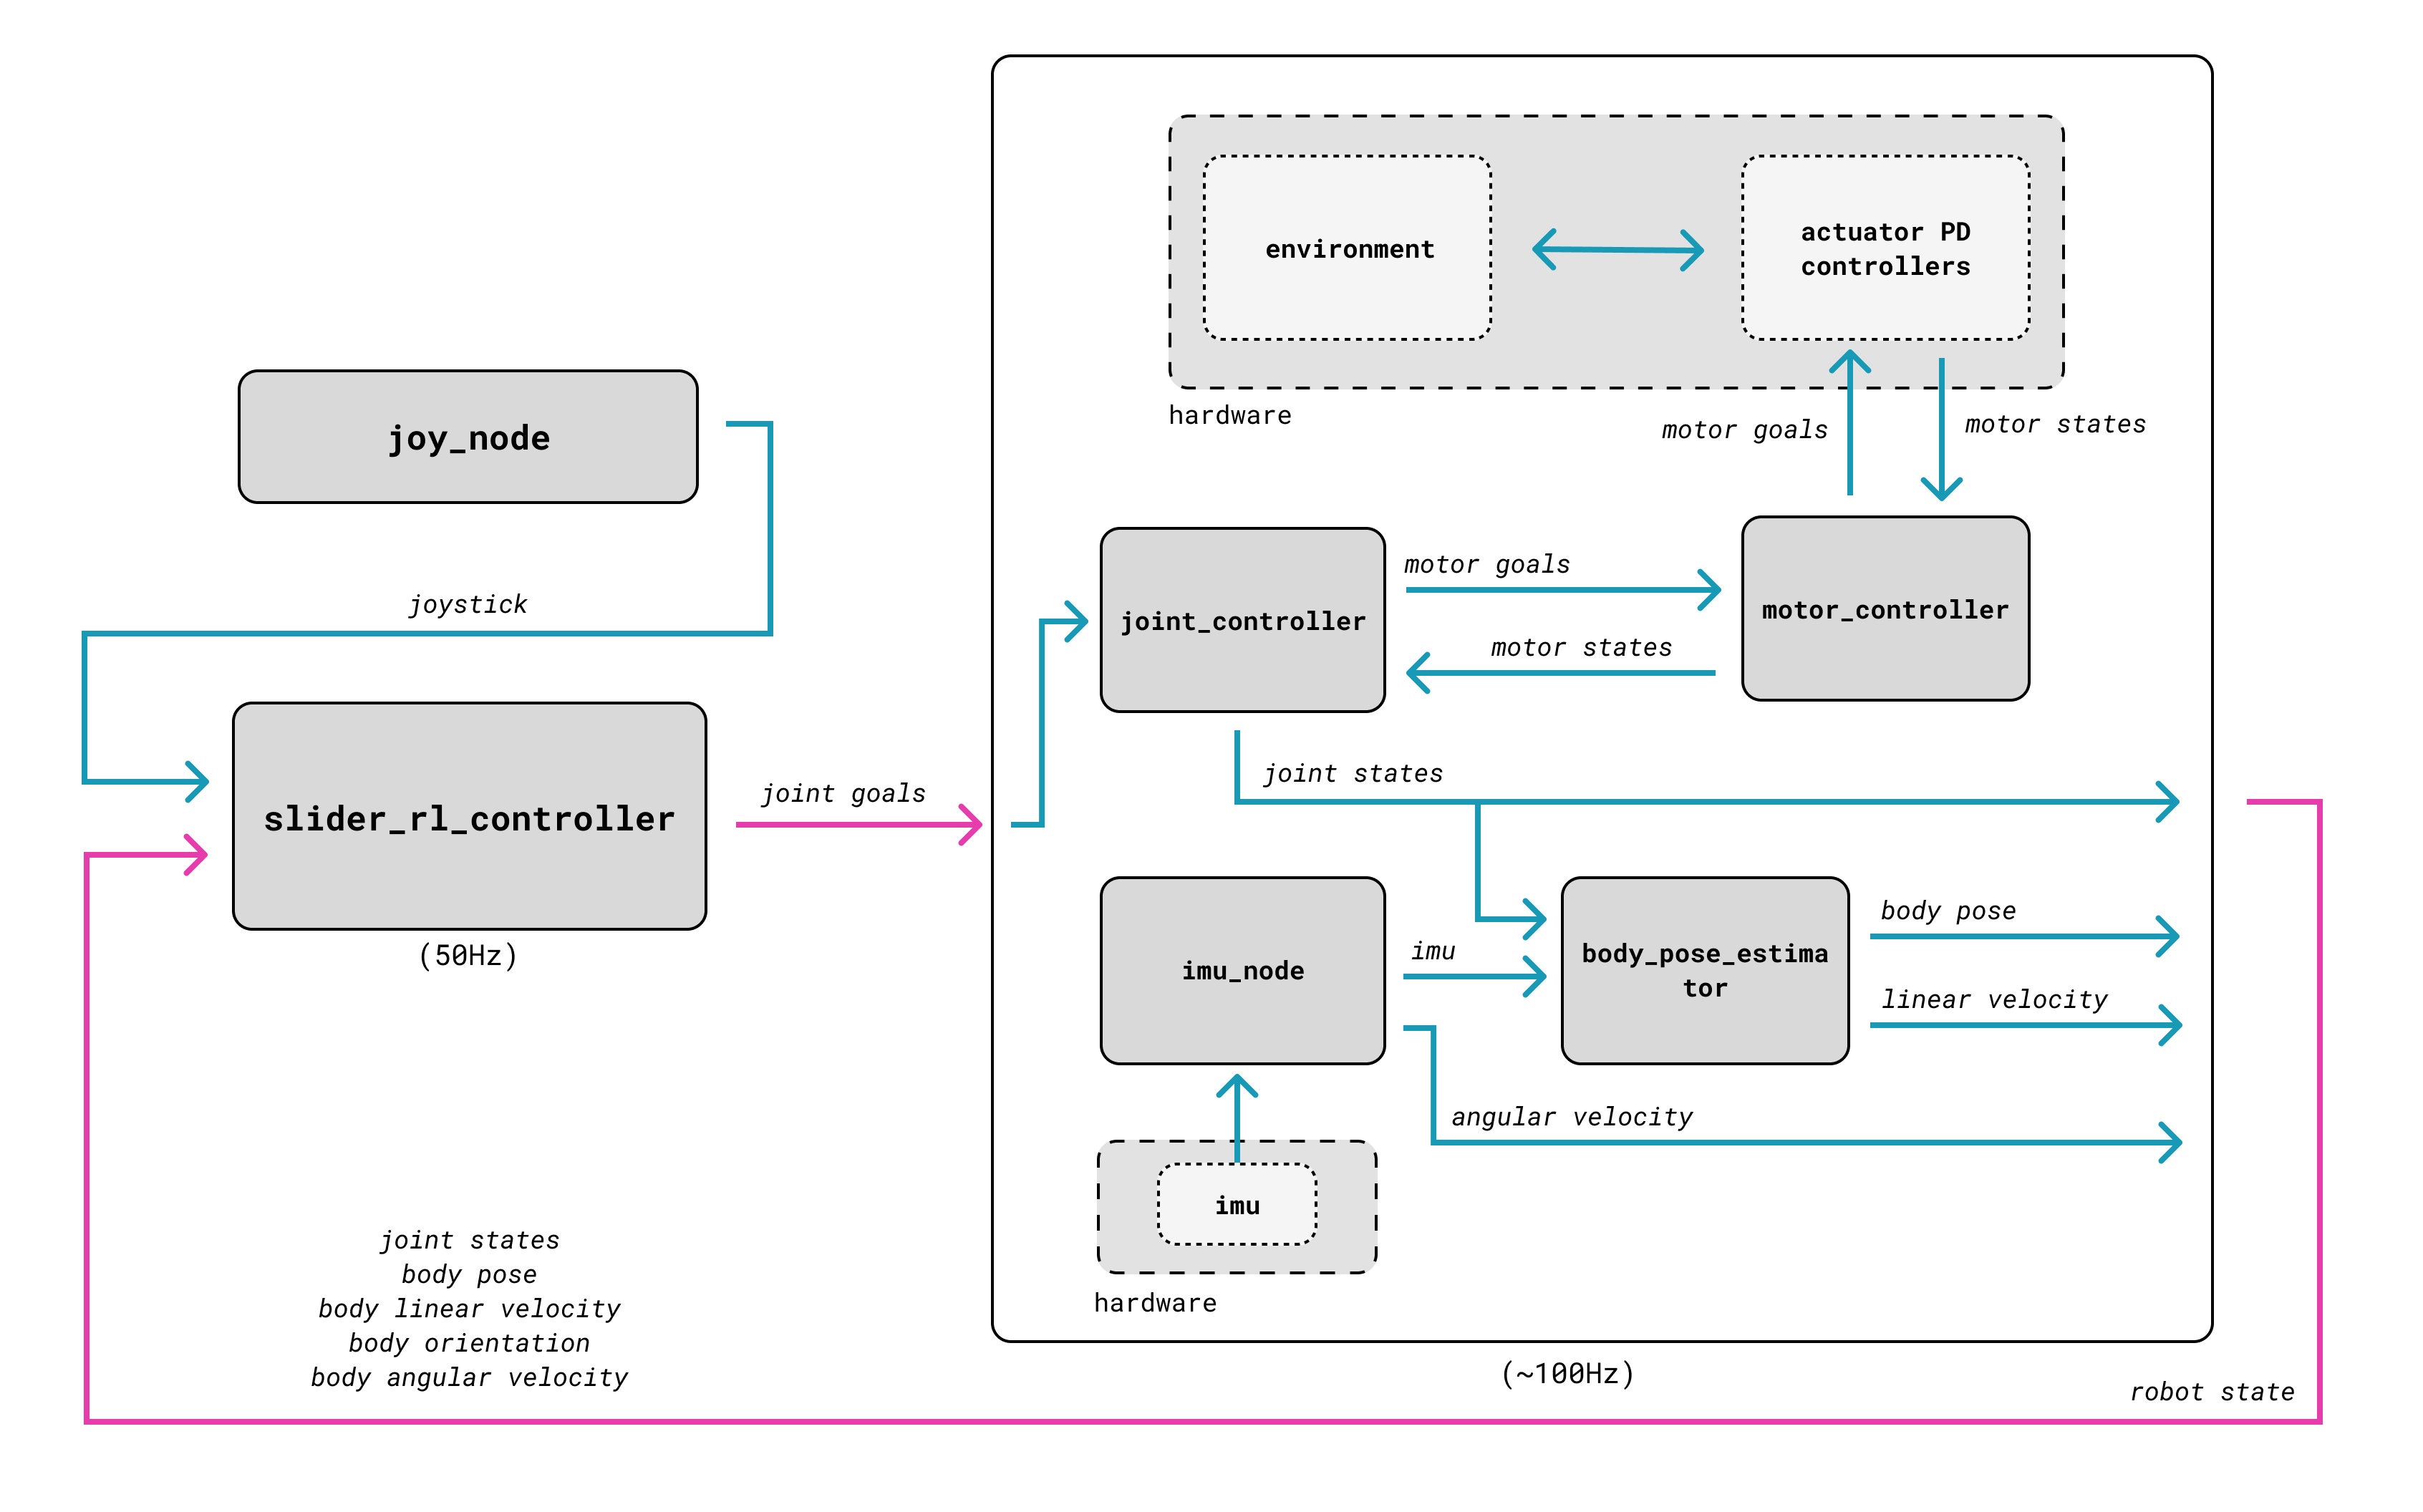 environment
actuator PD
controllers
hardware
motor goals
motor states
joy_node
joystick
joint_controller
motor goals
motor states
motor_controller
slider_rl_controller
(50Hz)
joint goals
joint states
imu_node
imu
body_pose_estima
tor
body pose
linear velocity
angular velocity
imu
hardware
(~100Hz)
joint states
body pose
body linear velocity
body orientation
body angular velocity
robot state